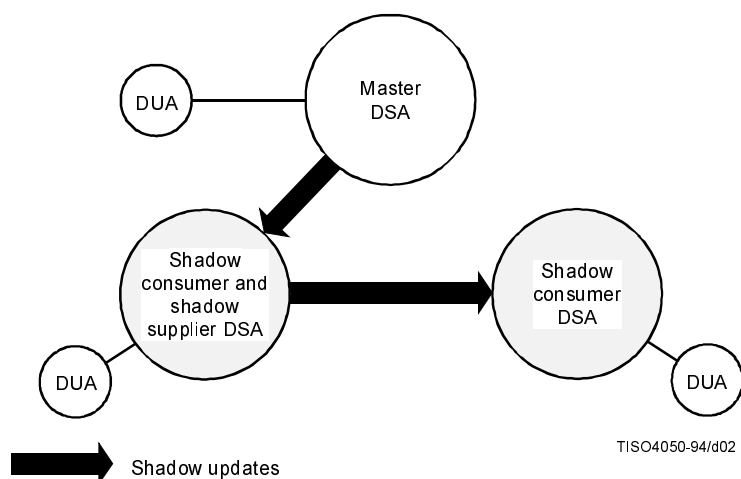 Master
DSA
DUA
Shadow
consumer and
shadow
supplier DSA
Shadow
consumer
DSA
DUA
DUA
TISO4050-94/d02
Shadow updates